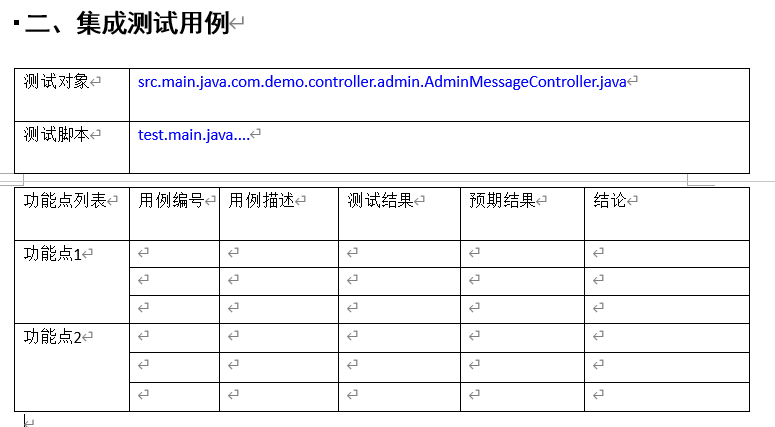 二、集成测试用例
测试对象 src.main.java.com.demo.controller.admin.AdminMessageController.java
测试脚本 test.main.java....
功能点列表 用例编号 用例描述 测试结果 预期结果 结论
功能点1
功能点2